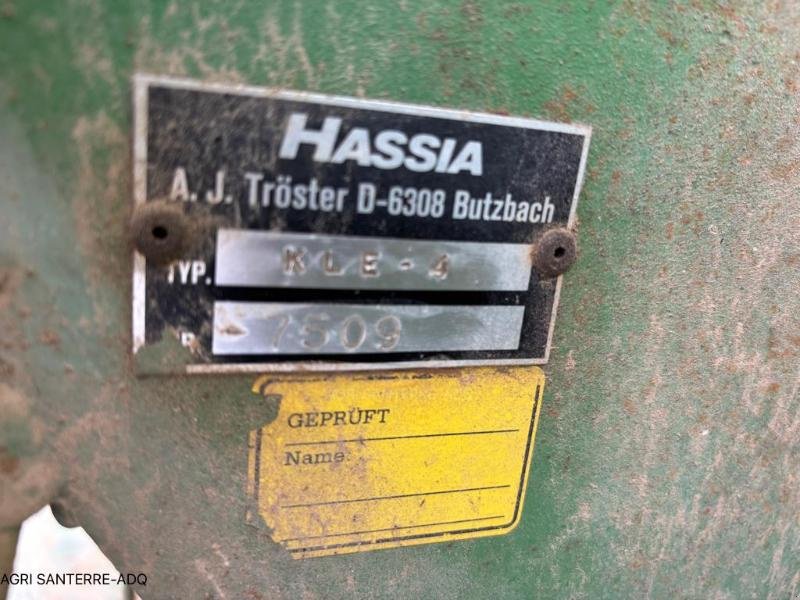 HASSIA
A. J. Tröster D-6308 Butzbach
TYP. KLE-4
1509
GEPRÜFT
Name:
AGRI SANTERRE-ADQ